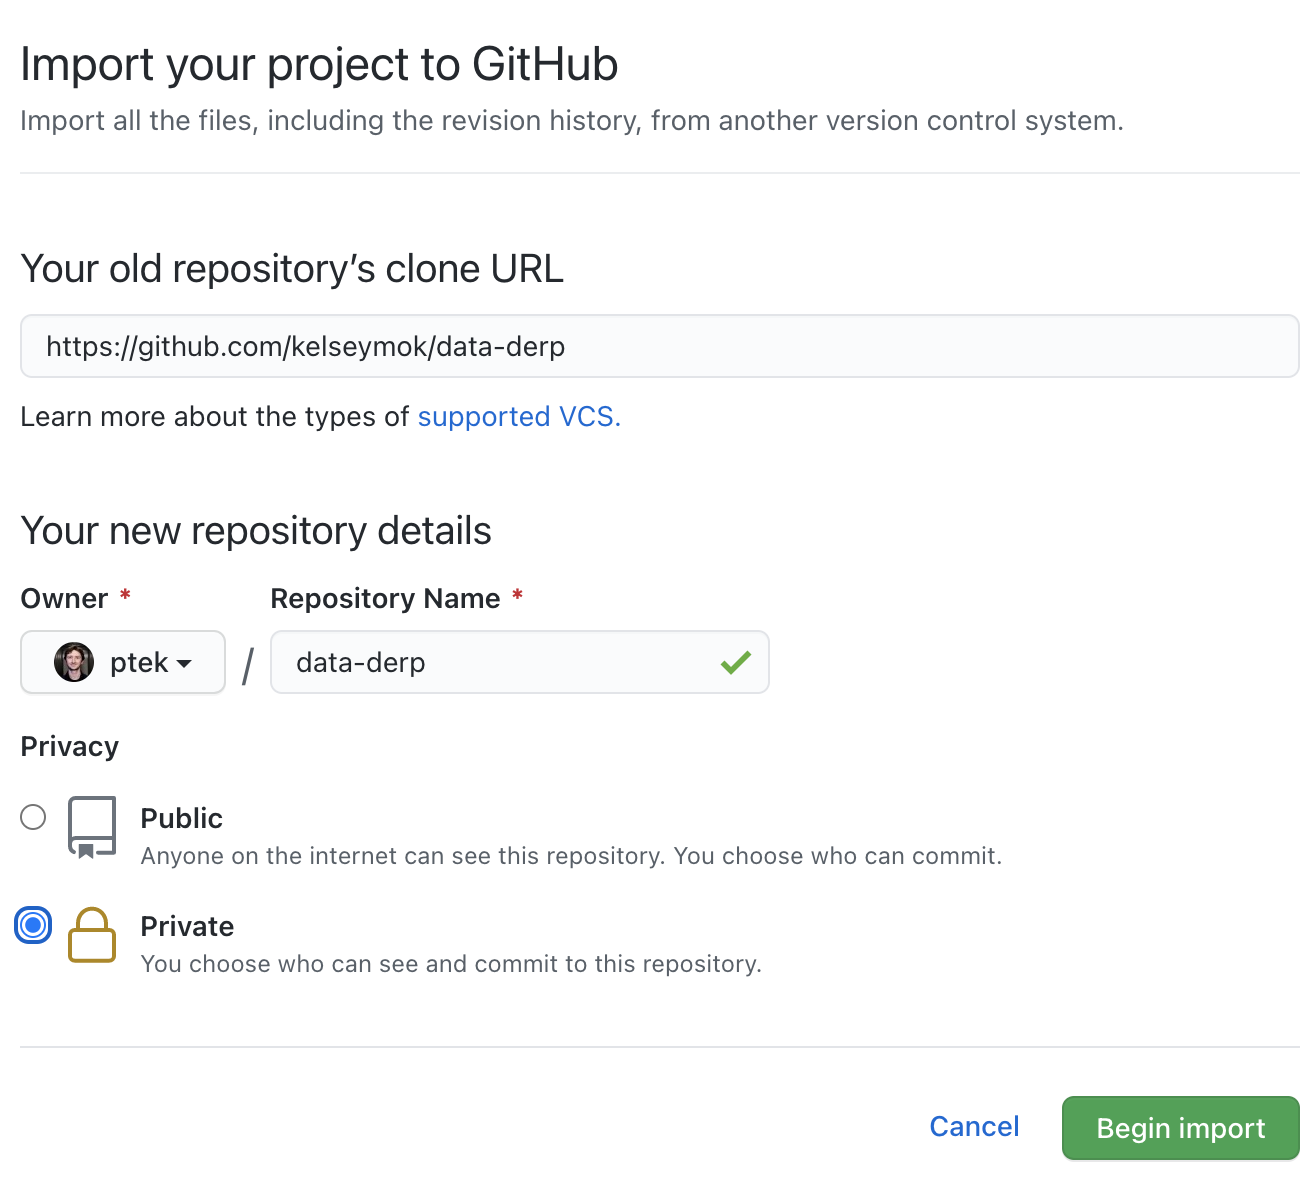 Import your project to GitHub
Import all the files, including the revision history, from another version control system.
Your old repository’s clone URL
https://github.com/kelseymok/data-derp
Learn more about the types of supported VCS.
Your new repository details
Owner * Repository Name *
ptek / data-derp
Privacy
Public
Anyone on the internet can see this repository. You choose who can commit.
Private
You choose who can see and commit to this repository.
Cancel Begin import